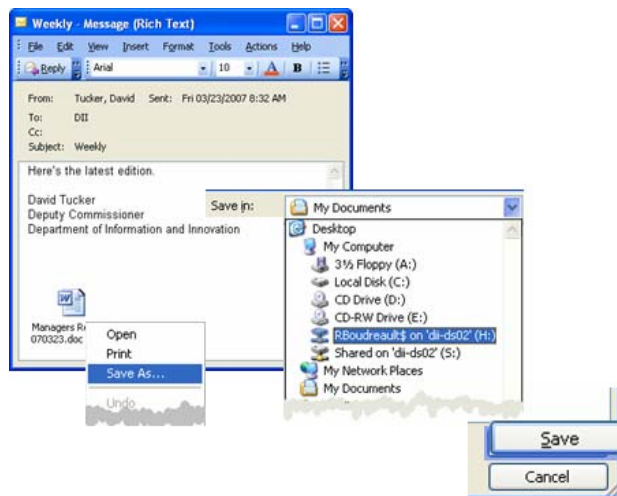 Weekly - Message (Rich Text)
File Edit View Insert Format Tools Actions Help
Reply Arial 10 A B
From: Tucker, David Sent: Fri 03/23/2007 8:32 AM
To: DII
Cc:
Subject: Weekly
Here's the latest edition.
David Tucker
Deputy Commissioner
Department of Information and Innovation
Managers R
070323.doc
Open
Print
Save As...
Undo
Save in: My Documents
Desktop
My Computer
3½ Floppy (A:)
Local Disk (C:)
CD Drive (D:)
CD-RW Drive (E:)
RBoudreault$ on 'dii-ds02' (H:)
Shared on 'dii-ds02' (S:)
My Network Places
My Documents
Save
Cancel